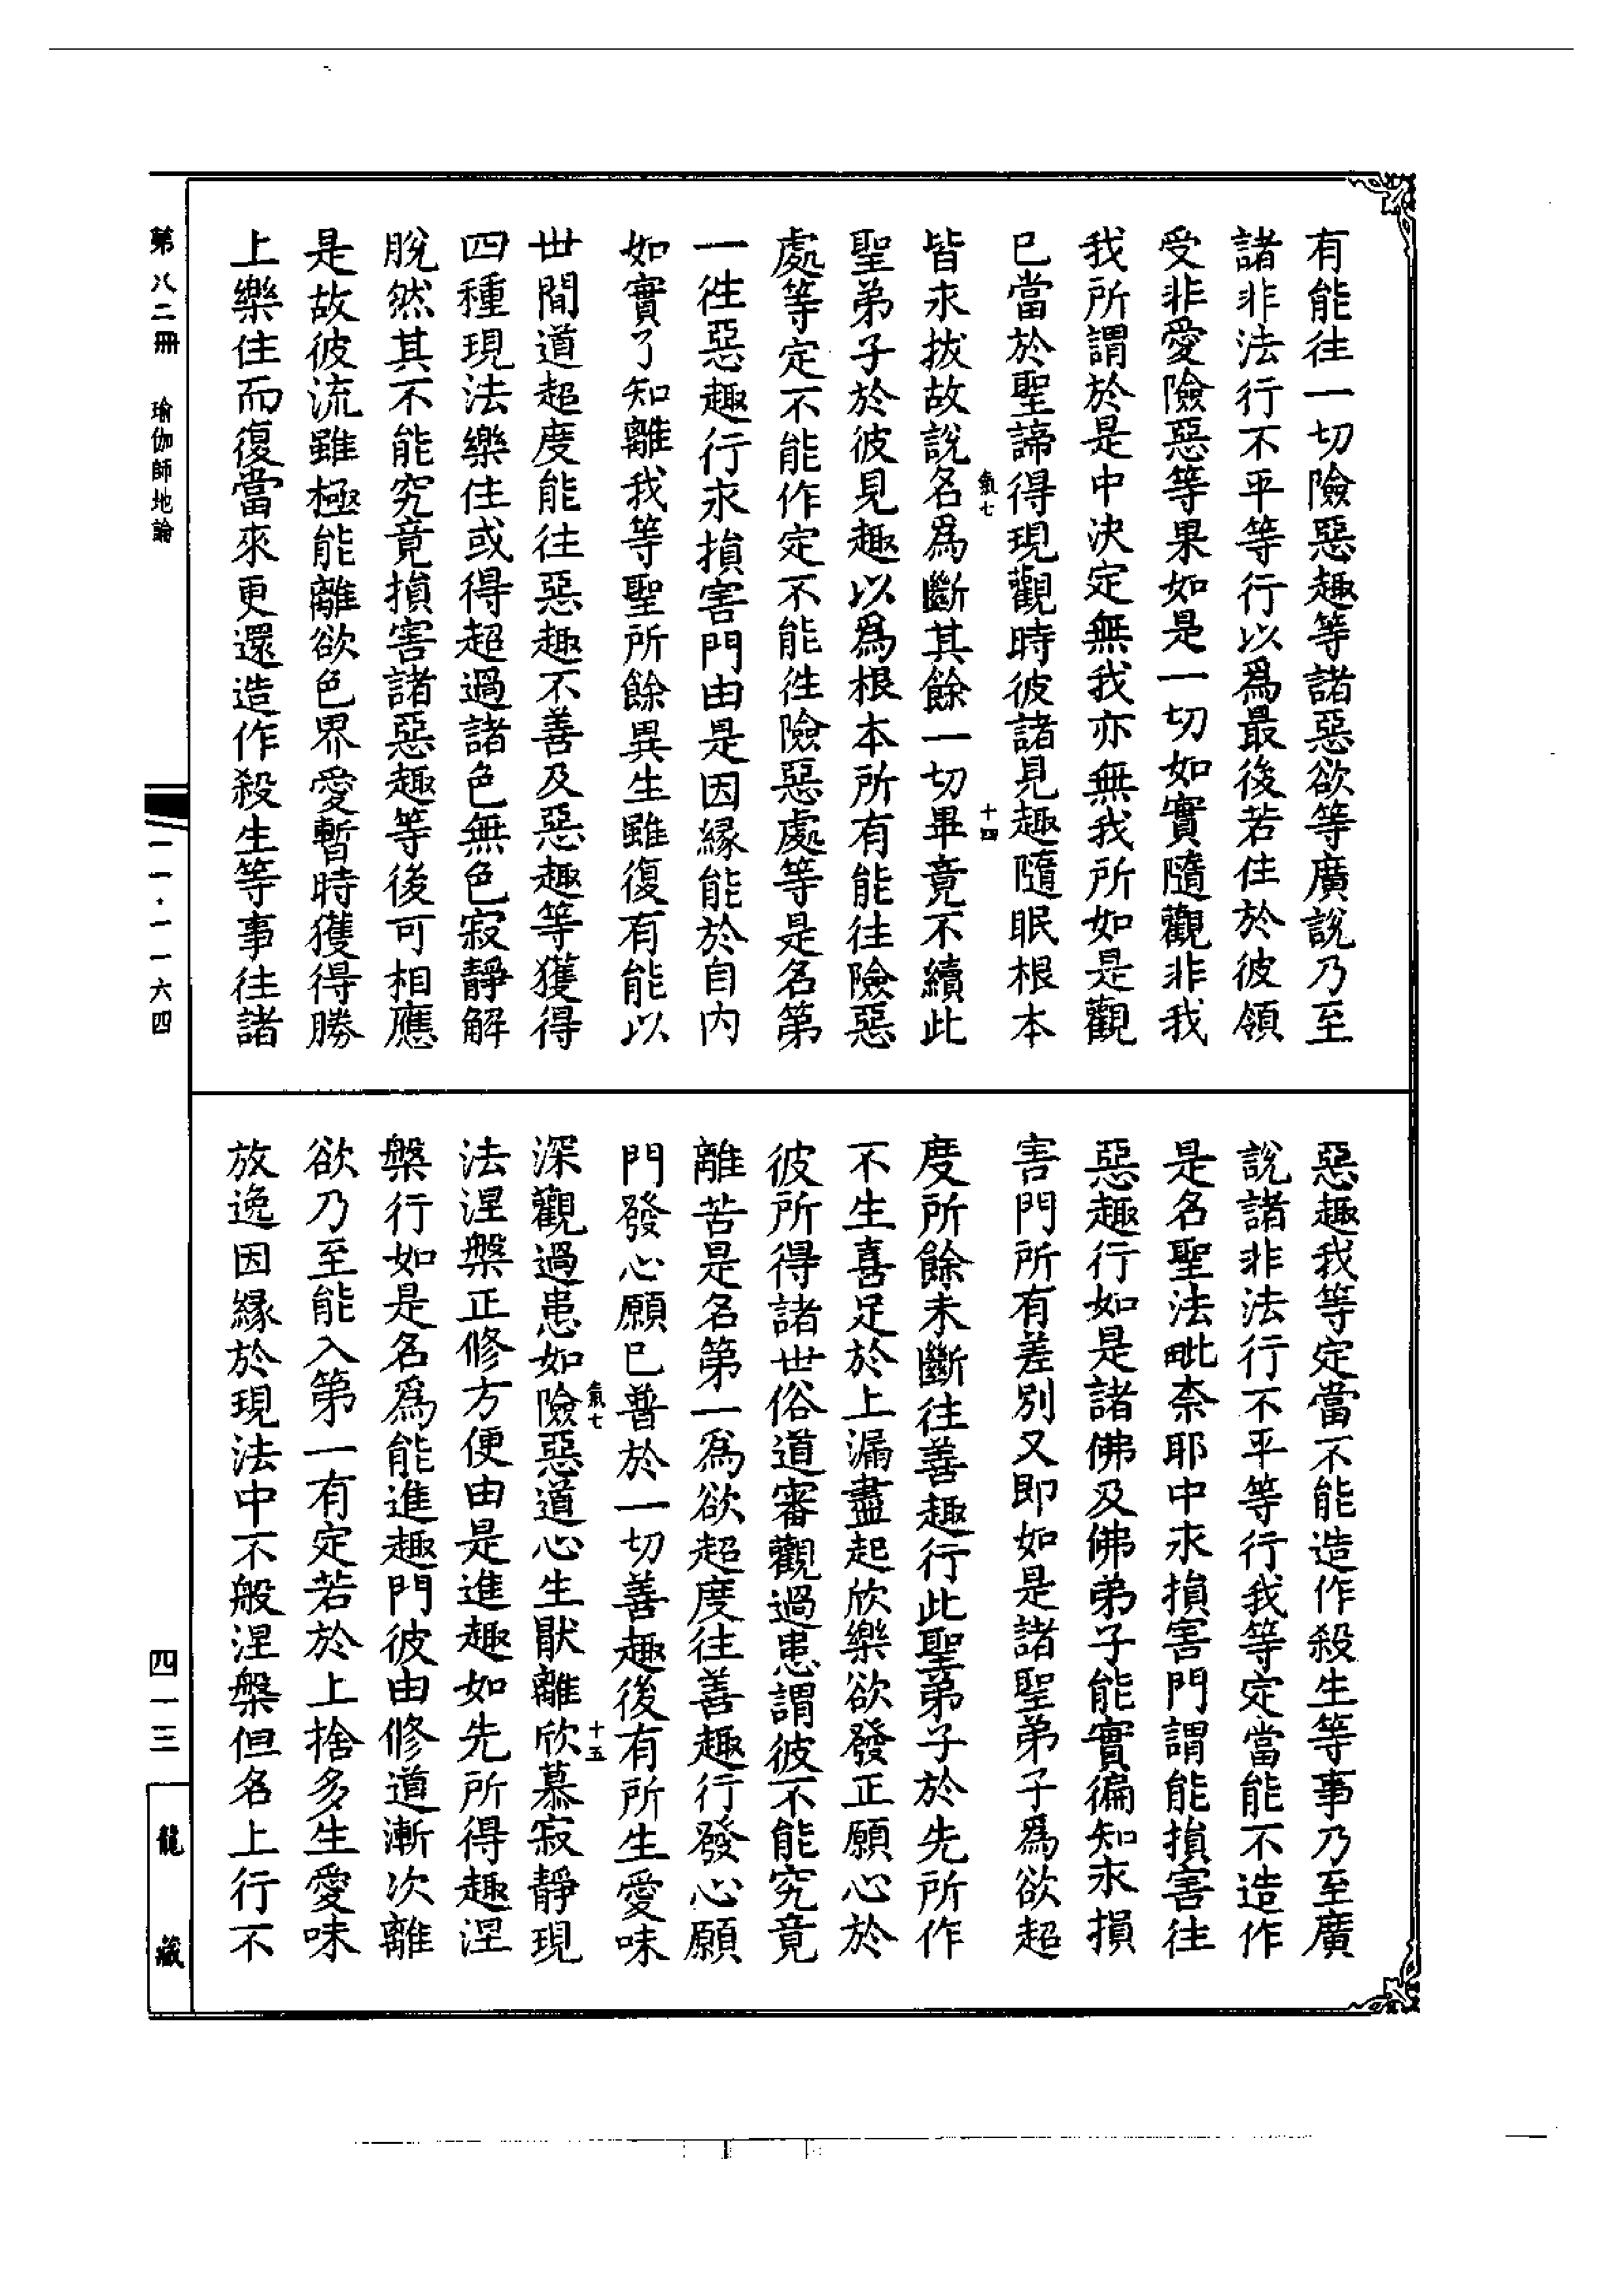 有能往一切險惡趣等諸惡欲等廣說乃至
諸非法行不平等行以爲最後若住於彼領
受非愛險惡等果如是一切如實隨觀非我
我所謂於是中決定無我亦無我所如是觀
已當於聖諦得現觀時彼諸見趣隨眠根本
氣七
十四
皆永拔故說名爲斷其餘一切畢竟不續此
聖弟子於彼見趣以爲根本所有能往險惡
處等定不能作定不能往險惡處等是名第
一往惡趣行永損害門由是因緣能於自內
如實了知離我等聖所餘異生雖復有能以
世間道超度能往惡趣不善及惡趣等獲得
四種現法樂住或得超過諸色無色寂靜解
脫然其不能究竟損害諸惡趣等後可相應
是故彼流雖極能離欲色界愛暫時獲得勝
上樂住而復當來更還造作殺生等事往諸
惡趣我等定當不能造作殺生等事乃至廣
說諸非法行不平等行我等定當能不造作
是名聖法毗柰耶中永損害門謂能損害往
惡趣行如是諸佛及佛弟子能實徧知永損
害門所有差別又即如是諸聖弟子爲欲超
度所餘未斷往善趣行此聖弟子於先所作
不生喜足於上漏盡起欣樂欲發正願心於
彼所得諸世俗道審觀過患謂彼不能究竟
離苦是名第一爲欲超度往善趣行發心願
門發心願已普於一切善趣後有所生愛味
氣七
十五
深觀過患如險惡道心生厭離欣慕寂靜現
法涅槃正修方便由是進趣如先所得趣涅
槃行如是名爲能進趣門彼由修道漸次離
欲乃至能入第一有定若於上捨多生愛味
放逸因緣於現法中不般涅槃但名上行不
第八二冊
瑜伽師地論
一一·一一六四
四一三
龍藏